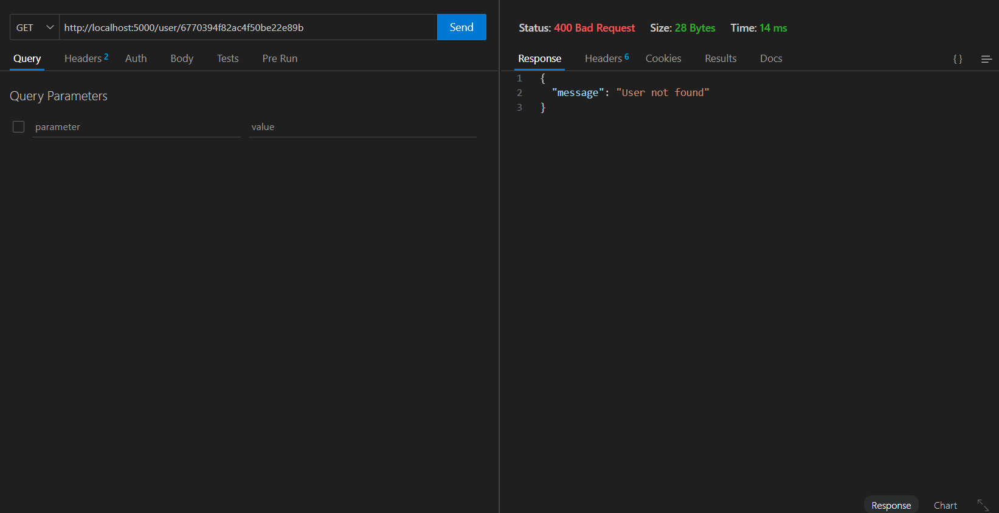 GET
http://localhost:5000/user/6770394f82ac4f50be22e89b
Send
Query
Headers 2
Auth
Body
Tests
Pre Run
Query Parameters
parameter
value
Status: 400 Bad Request
Size: 28 Bytes
Time: 14 ms
Response
Headers 6
Cookies
Results
Docs
{ }
1 {
2 "message": "User not found"
3 }
Response
Chart